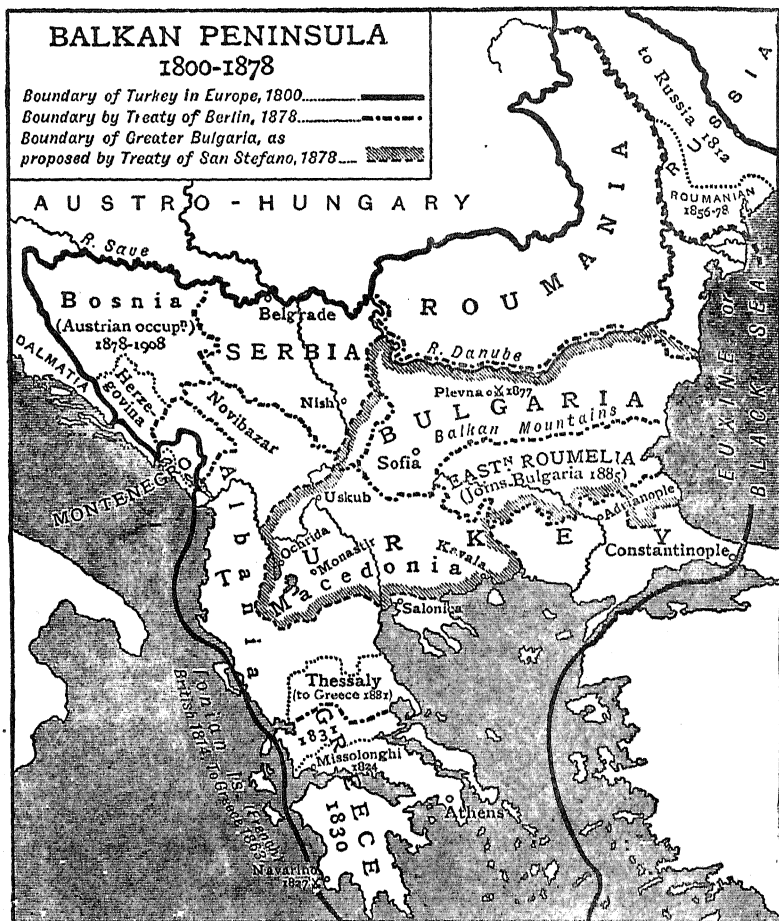 BALKAN PENINSULA
1800-1878
Boundary of Turkey in Europe, 1800
Boundary by Treaty of Berlin, 1878
Boundary of Greater Bulgaria, as
proposed by Treaty of San Stefano, 1878
to Russia 1812
RUSSIA
ROUMANIAN
1856-78
AUSTRO-HUNGARY
R. Save
ROUMANIA
Bosnia
(Austrian occupn)
1878-1908
Belgrade
EUXINE or
BLACK SEA
DALMATIA
SERBIA
R. Danube
Herze-
govina
Novibazar
Nish
Plevna 1877
BULGARIA
Balkan Mountains
Sofia
EASTN ROUMELIA
(Joins Bulgaria 1885)
MONTENEGRO
Uskub
Adrianople
Albania
TURKEY
Ochrida
Monastir
Kavala
Constantinople
Macedonia
Salonica
Thessaly
(to Greece 1881)
Ionian Is. (French)
British 1814, To Greece 1863
GREECE
1831
Missolonghi
1824
1830
Athens
Navarino
1827